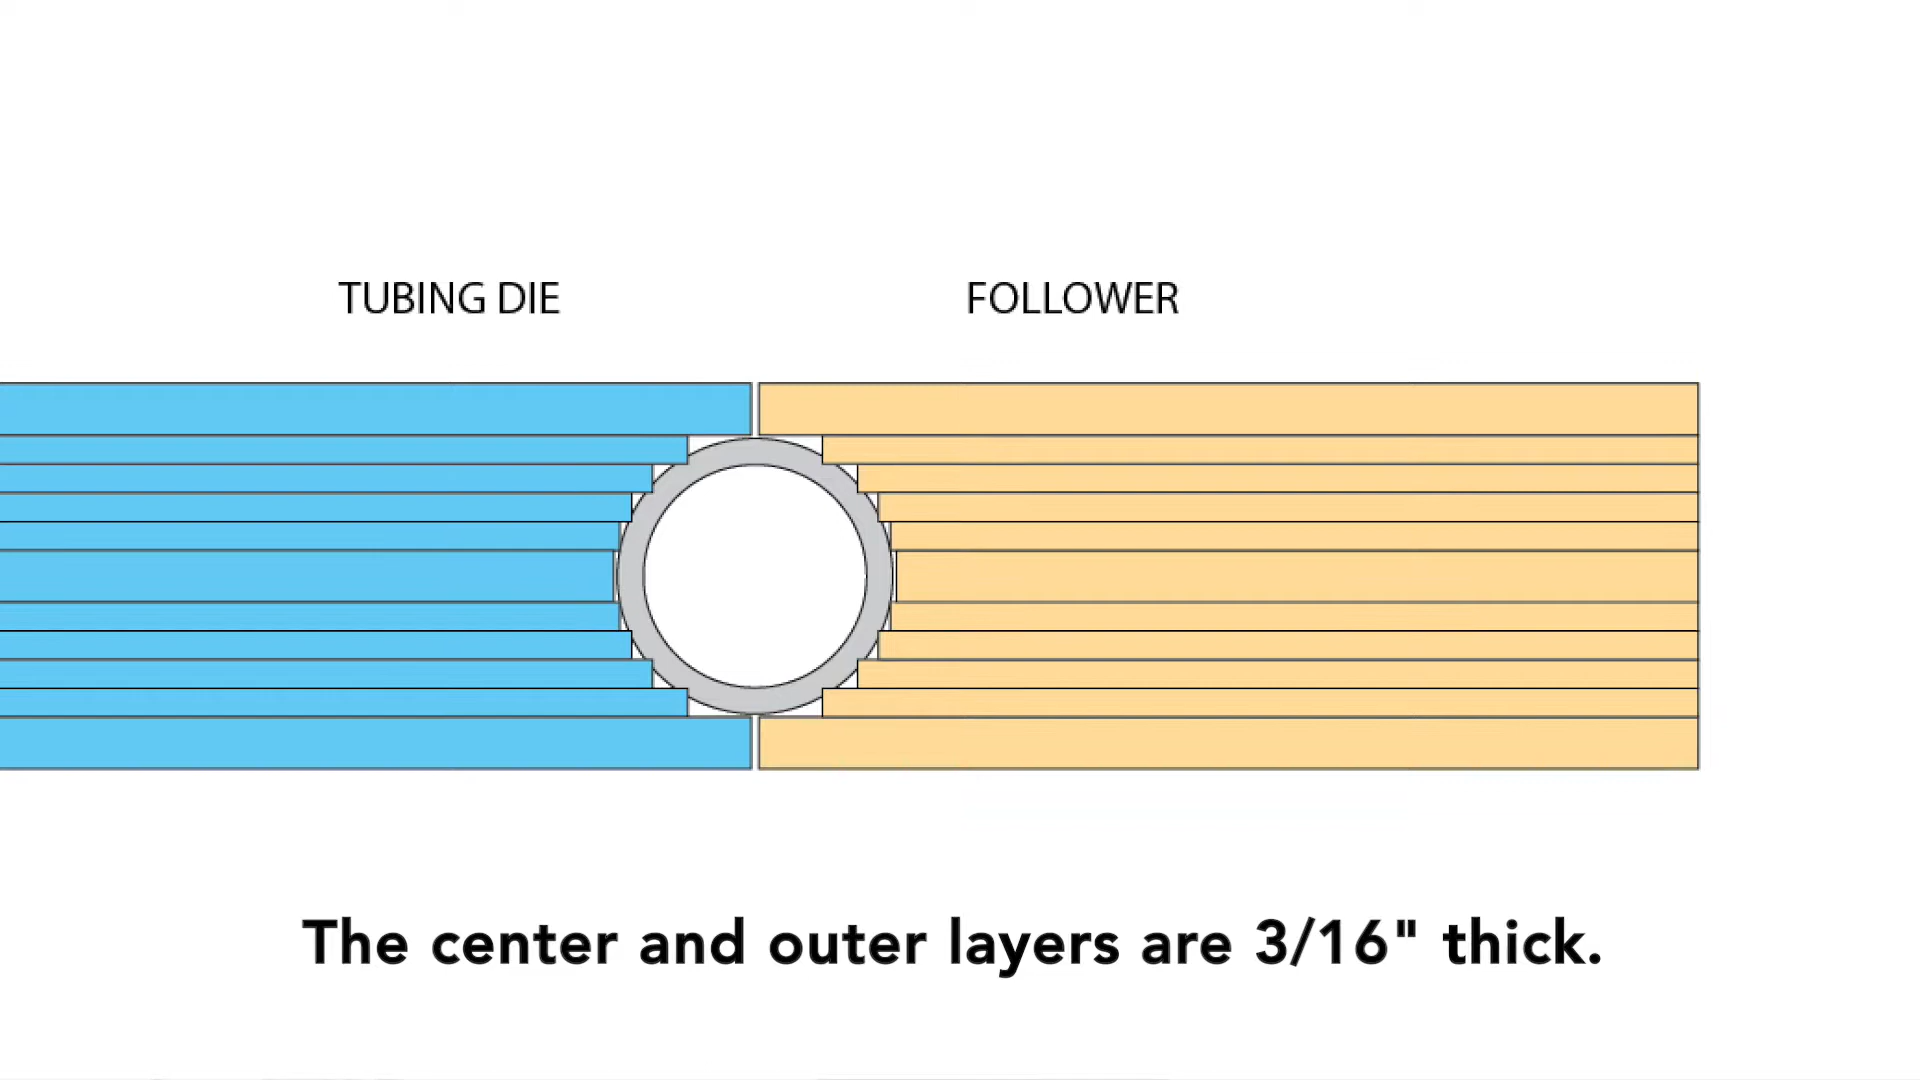 TUBING DIE FOLLOWER
The center and outer layers are 3/16" thick.